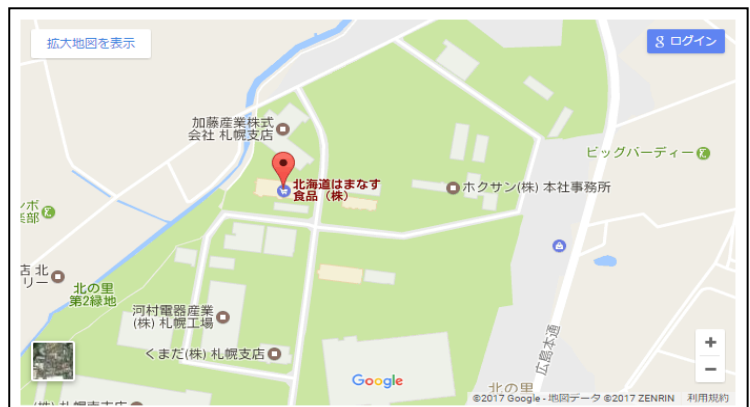 拡大地図を表示
ログイン
加藤産業株式
会社 札幌支店
ビッグバーディー
北海道はまなす
食品（株）
ホクサン(株) 本社事務所
北の里
第2緑地
河村電器産業
(株) 札幌工場
くまだ(株) 札幌支店
広島本通
+
−
Google
北の里
©2017 Google - 地図データ ©2017 ZENRIN
利用規約